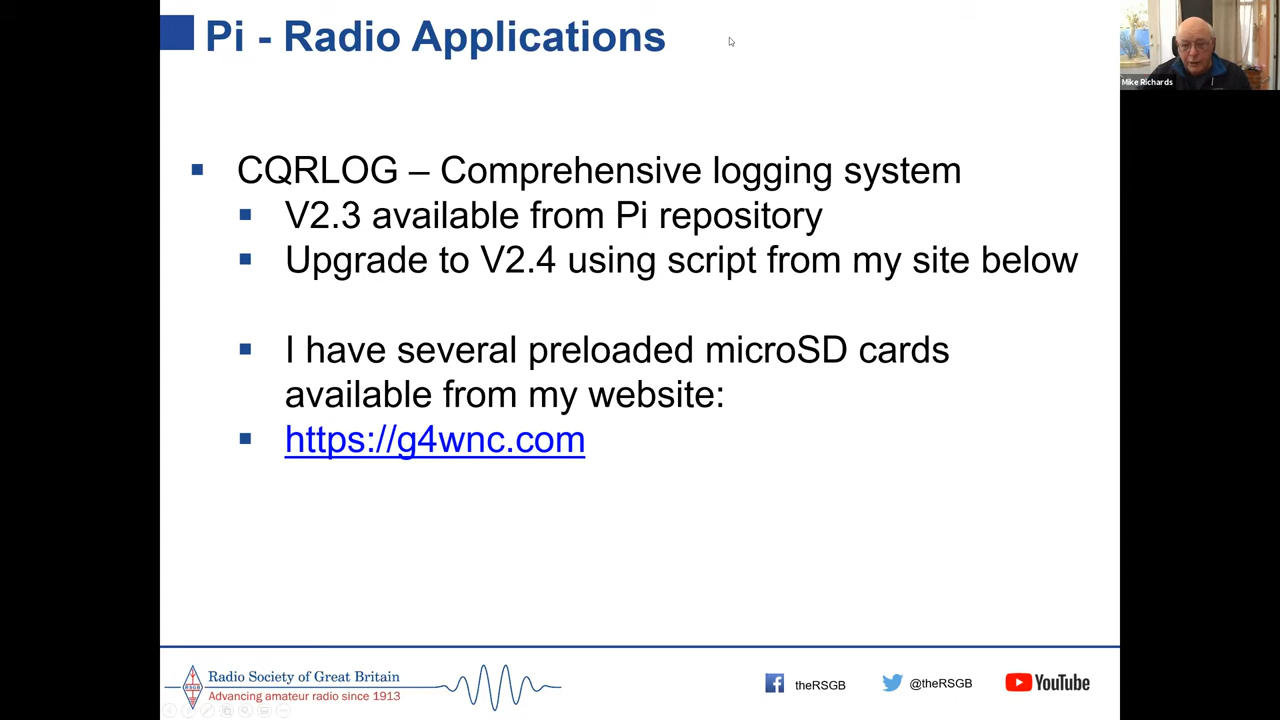 Pi - Radio Applications
Mike Richards
CQRLOG – Comprehensive logging system
V2.3 available from Pi repository
Upgrade to V2.4 using script from my site below
I have several preloaded microSD cards
available from my website:
https://g4wnc.com
RSGB
Radio Society of Great Britain
Advancing amateur radio since 1913
theRSGB
@theRSGB
YouTube